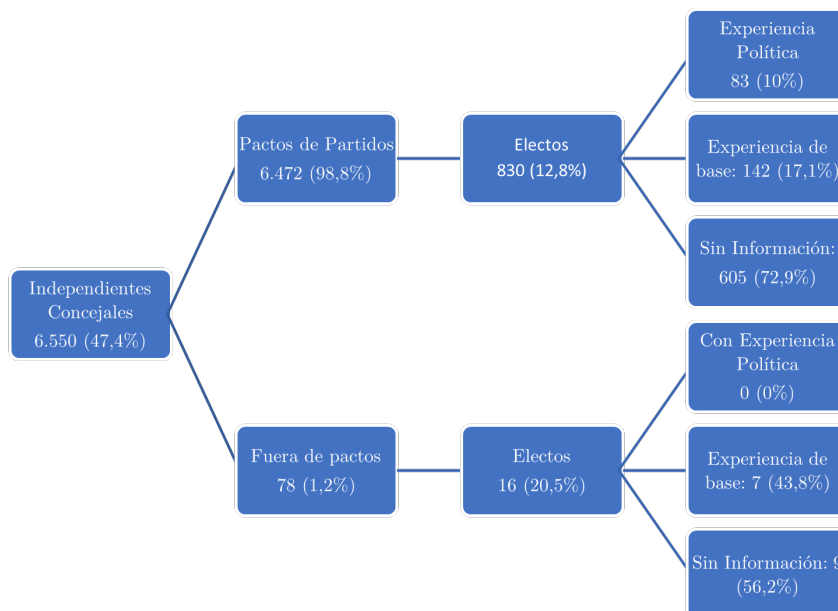 Independientes
Concejales
6.550 (47,4%)
Pactos de Partidos
6.472 (98,8%)
Electos
830 (12,8%)
Experiencia
Política
83 (10%)
Experiencia de
base: 142 (17,1%)
Sin Información:
605 (72,9%)
Fuera de pactos
78 (1,2%)
Electos
16 (20,5%)
Con Experiencia
Política
0 (0%)
Experiencia de
base: 7 (43,8%)
Sin Información: 9
(56,2%)